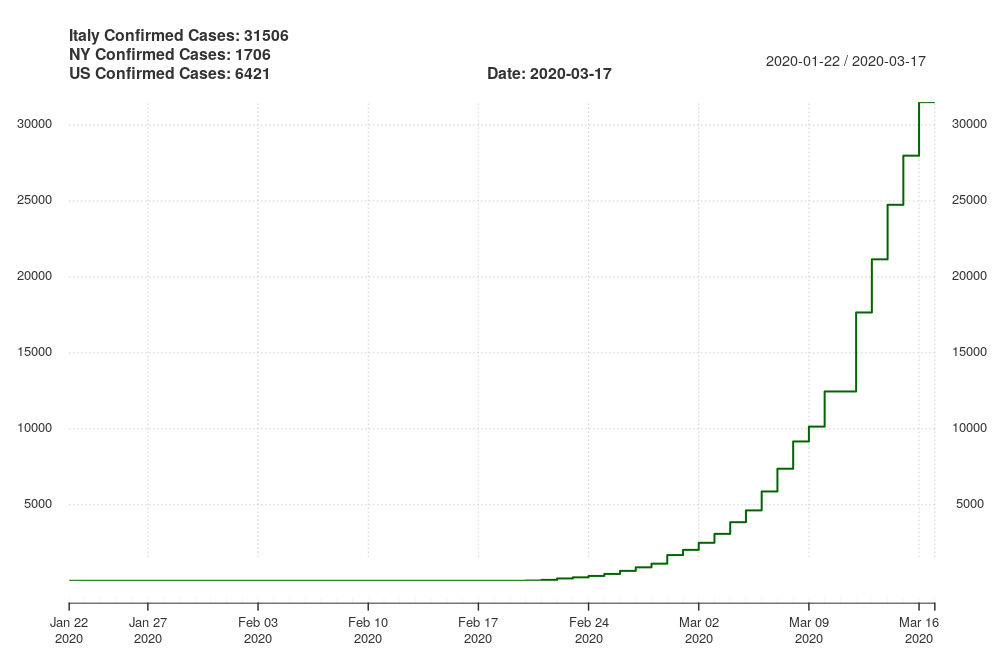 Italy Confirmed Cases: 31506
NY Confirmed Cases: 1706
US Confirmed Cases: 6421
Date: 2020-03-17
2020-01-22 / 2020-03-17
30000 30000
25000 25000
20000 20000
15000 15000
10000 10000
5000 5000
Jan 22 Jan 27 Feb 03 Feb 10 Feb 17 Feb 24 Mar 02 Mar 09 Mar 16
2020 2020 2020 2020 2020 2020 2020 2020 2020